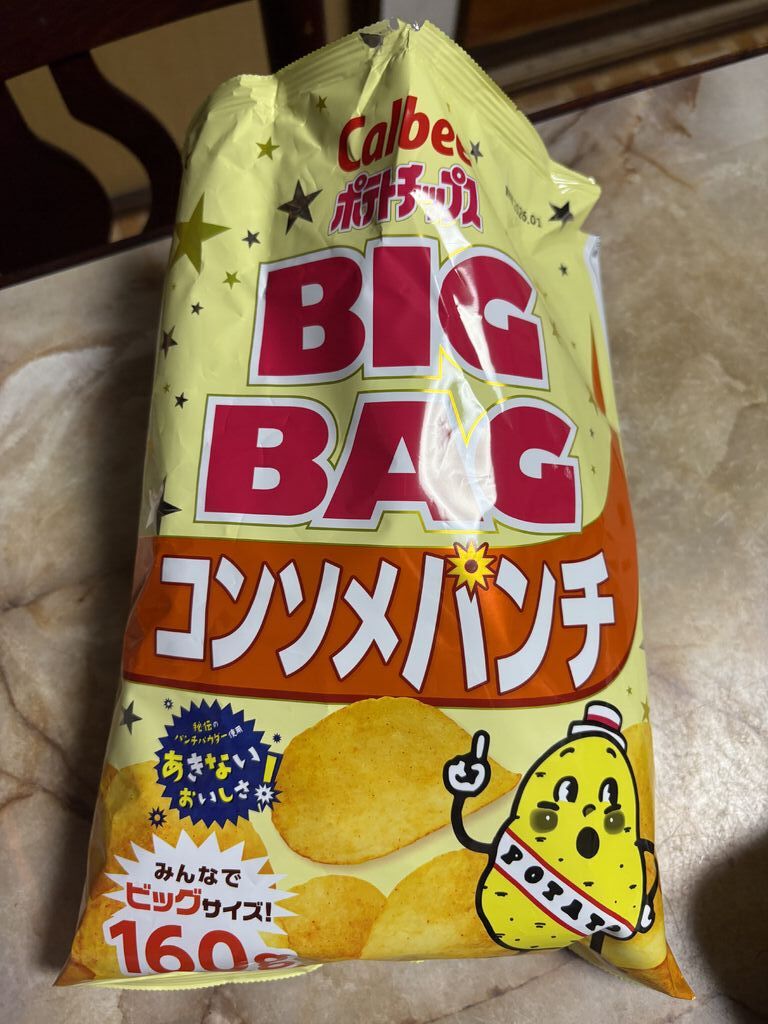 Calbee
ポテトチップス
BIG
BAG
コンソメパンチ
秘伝の
パンチパウダー使用
あきない
おいしさ!
みんなで
ビッグサイズ!
160g
POTATO